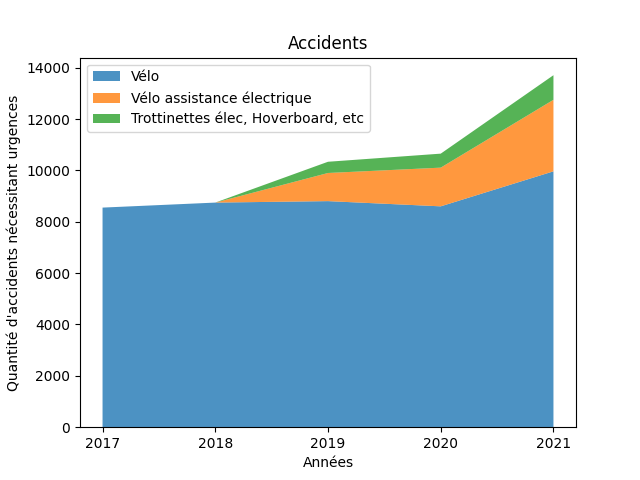 Accidents
Quantité d'accidents nécessitant urgences
14000
12000
10000
8000
6000
4000
2000
0
Vélo
Vélo assistance électrique
Trottinettes élec, Hoverboard, etc
2017 2018 2019 2020 2021
Années